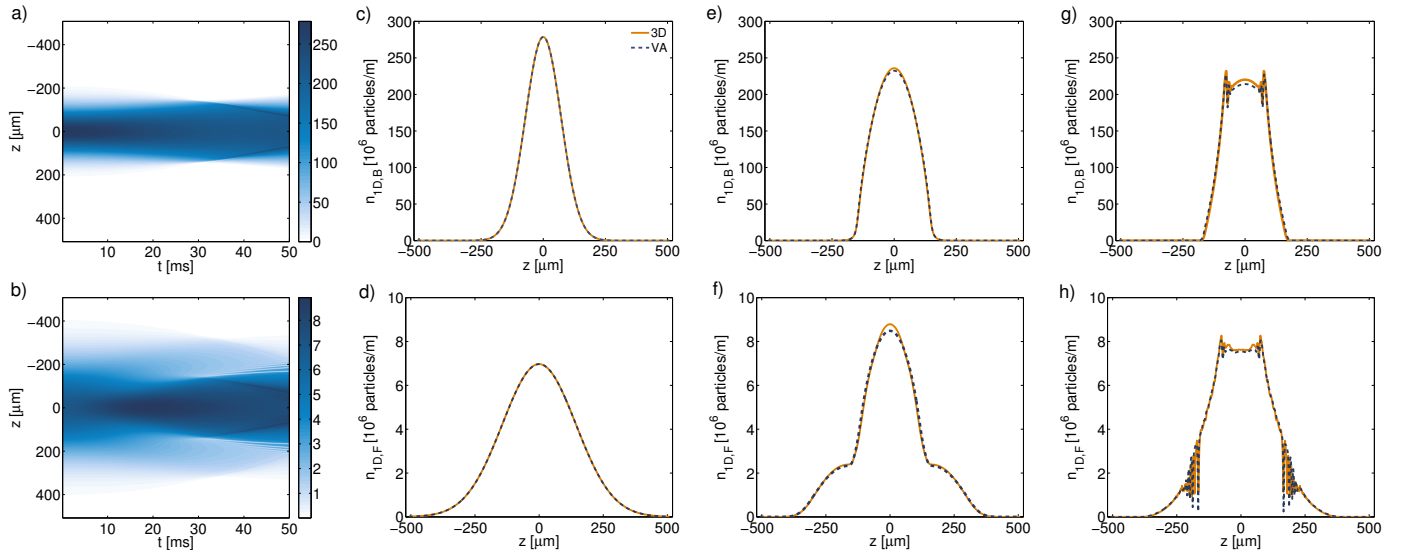 a)
−400
−200
0
200
400
z [μm]
10 20 30 40 50
t [ms]
250
200
150
100
50
0
c)
300
250
200
150
100
50
0
n1D,B [10^6 particles/m]
−500 −250 0 250 500
z [μm]
3D
VA
e)
300
250
200
150
100
50
0
n1D,B [10^6 particles/m]
−500 −250 0 250 500
z [μm]
g)
300
250
200
150
100
50
0
n1D,B [10^6 particles/m]
−500 −250 0 250 500
z [μm]
b)
−400
−200
0
200
400
z [μm]
10 20 30 40 50
t [ms]
8
7
6
5
4
3
2
1
d)
10
8
6
4
2
0
n1D,F [10^6 particles/m]
−500 −250 0 250 500
z [μm]
f)
10
8
6
4
2
0
n1D,F [10^6 particles/m]
−500 −250 0 250 500
z [μm]
h)
10
8
6
4
2
0
n1D,F [10^6 particles/m]
−500 −250 0 250 500
z [μm]